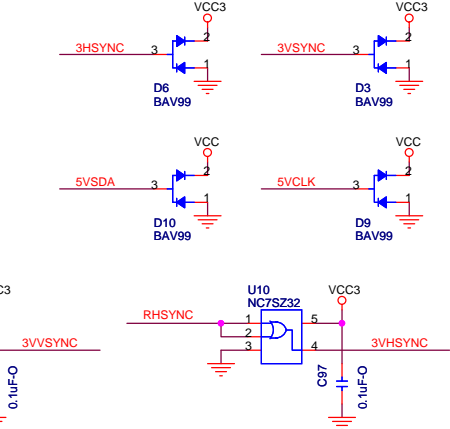 VCC3 VCC3
2 2
3HSYNC 3 3VSYNC 3
1 1
D6 D3
BAV99 BAV99
VCC VCC
2 2
5VSDA 3 5VCLK 3
1 1
D10 D9
BAV99 BAV99
C3 U10 VCC3
NC7SZ32
RHSYNC 1 5
2
3VVSYNC 3 4 3VHSYNC
0.1uF-O C97 0.1uF-O